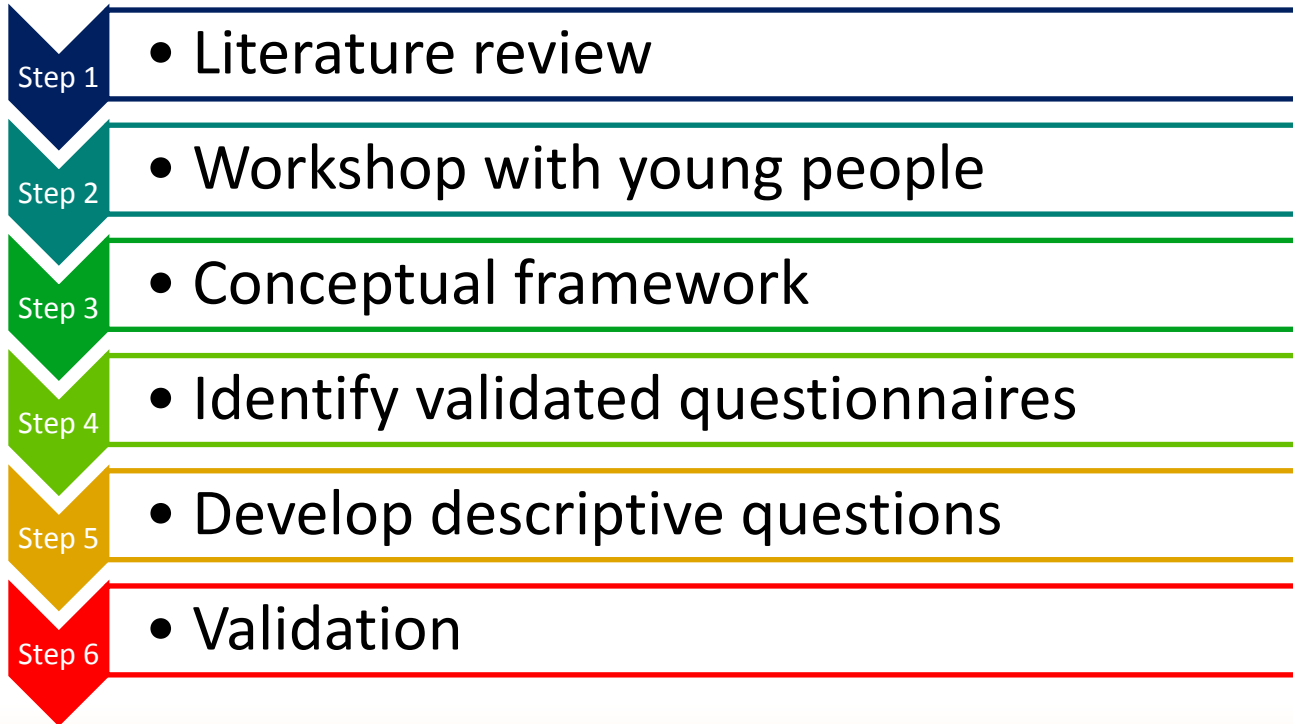 Step 1
• Literature review
Step 2
• Workshop with young people
Step 3
• Conceptual framework
Step 4
• Identify validated questionnaires
Step 5
• Develop descriptive questions
Step 6
• Validation